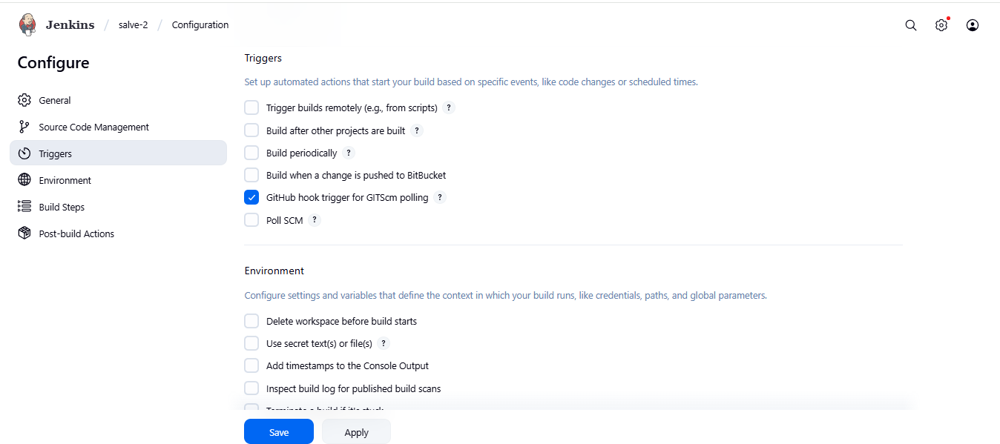 Jenkins / salve-2 / Configuration
Configure
General
Source Code Management
Triggers
Environment
Build Steps
Post-build Actions
Triggers
Set up automated actions that start your build based on specific events, like code changes or scheduled times.
Trigger builds remotely (e.g., from scripts) ?
Build after other projects are built ?
Build periodically ?
Build when a change is pushed to BitBucket
GitHub hook trigger for GITScm polling ?
Poll SCM ?
Environment
Configure settings and variables that define the context in which your build runs, like credentials, paths, and global parameters.
Delete workspace before build starts
Use secret text(s) or file(s) ?
Add timestamps to the Console Output
Inspect build log for published build scans
Terminate a build if it's stuck
Save
Apply